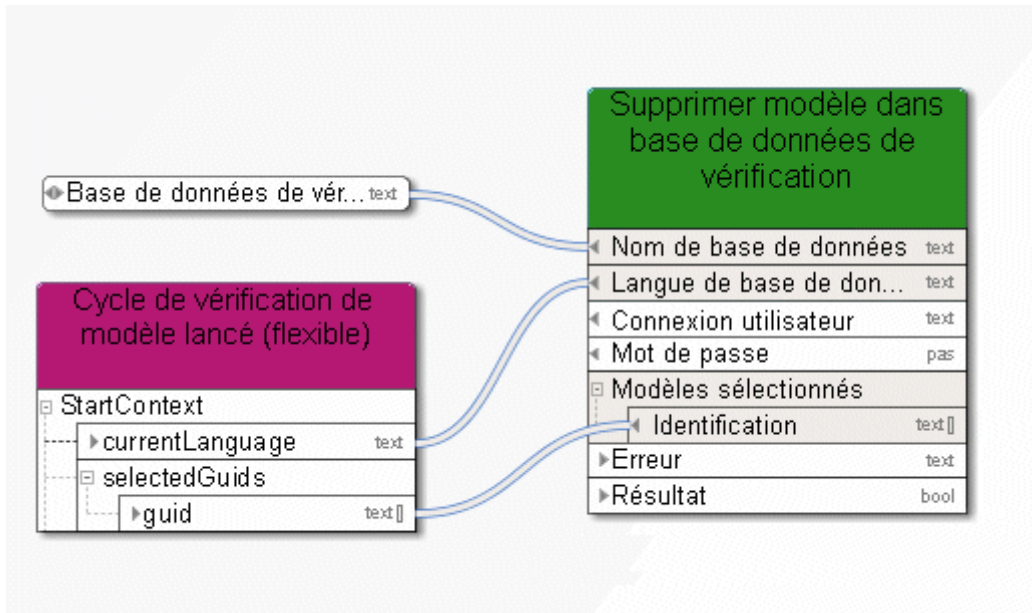 Base de données de vér... text
Cycle de vérification de
modèle lancé (flexible)
StartContext
currentLanguage text
selectedGuids
guid text[]
Supprimer modèle dans
base de données de
vérification
Nom de base de données text
Langue de base de don... text
Connexion utilisateur text
Mot de passe pas
Modèles sélectionnés
Identification text[]
Erreur text
Résultat bool